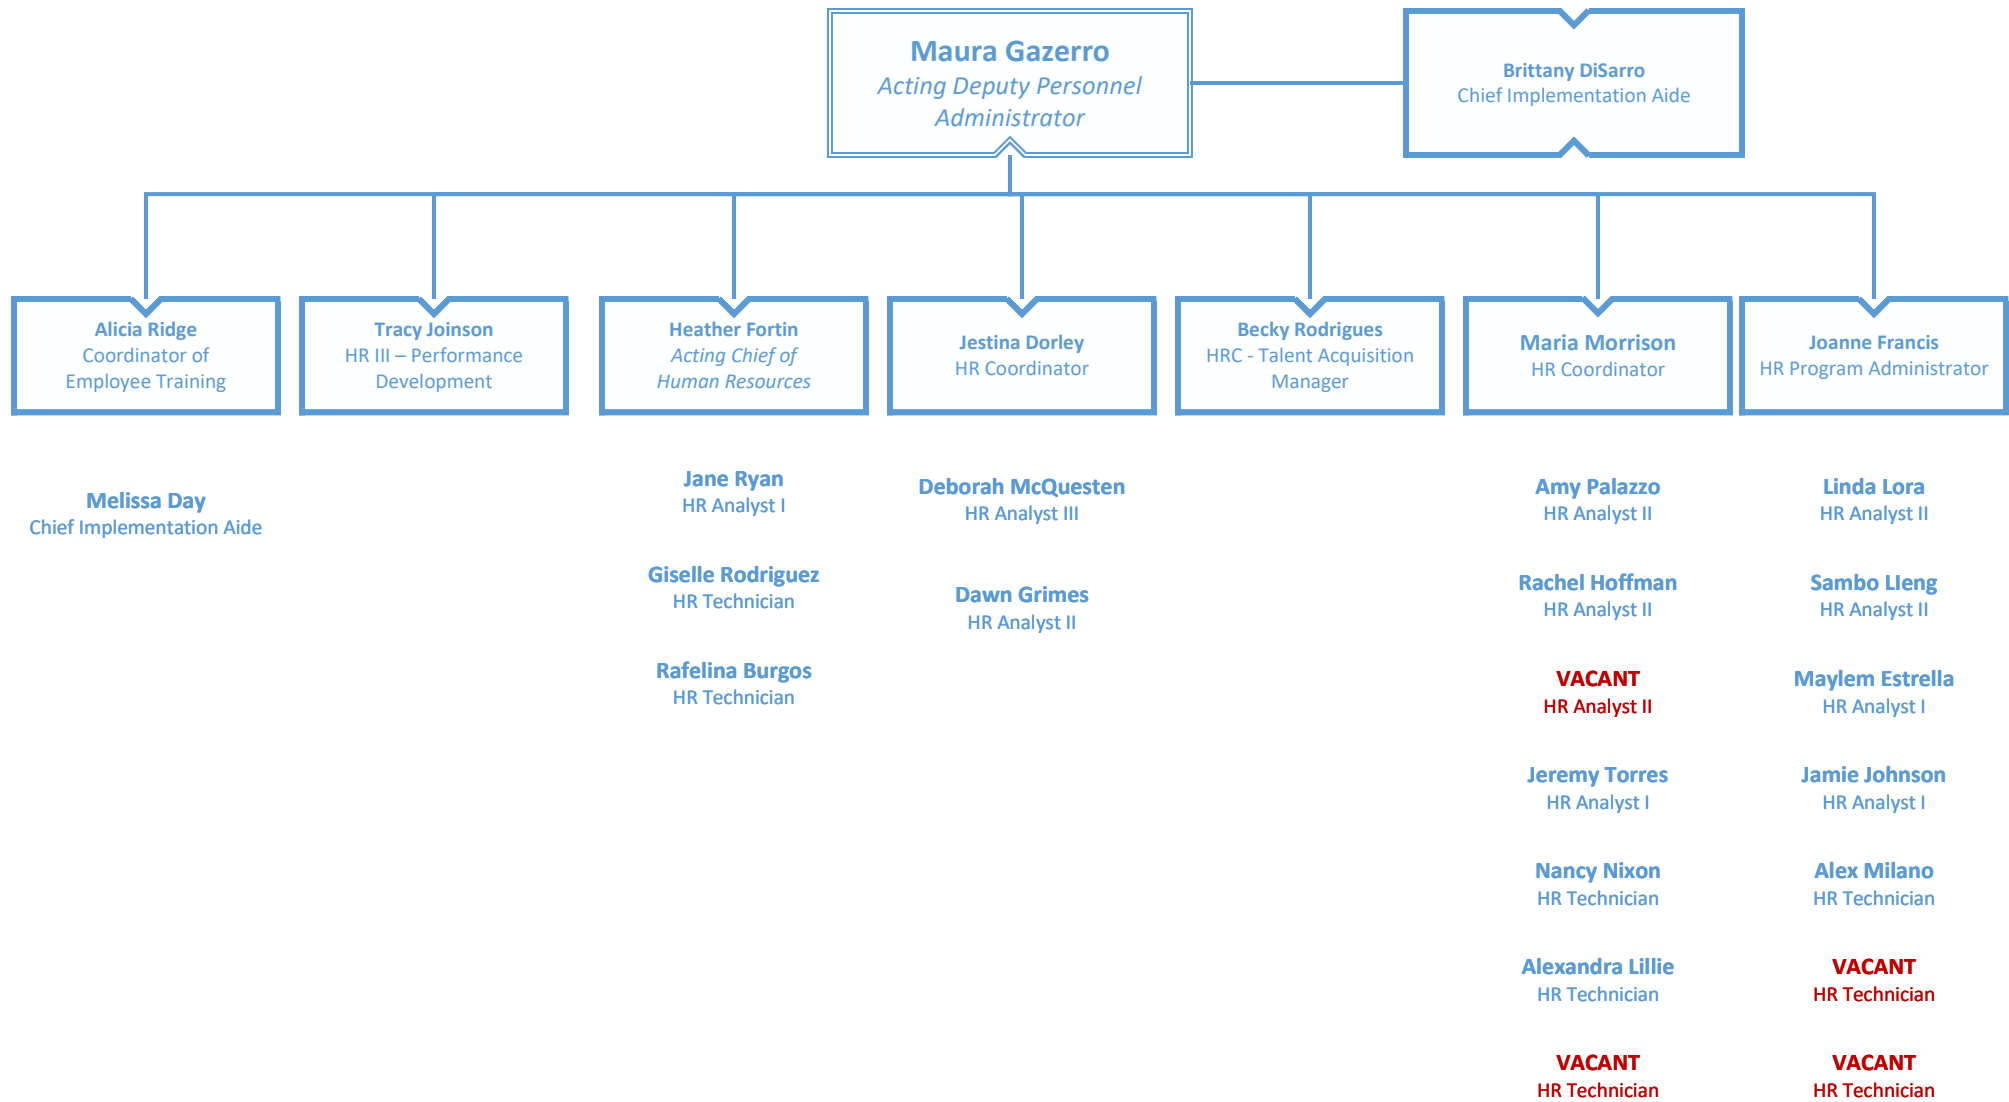 Maura Gazerro
Acting Deputy Personnel
Administrator
Brittany DiSarro
Chief Implementation Aide
Alicia Ridge
Coordinator of
Employee Training
Tracy Joinson
HR III – Performance
Development
Heather Fortin
Acting Chief of
Human Resources
Jestina Dorley
HR Coordinator
Becky Rodrigues
HRC - Talent Acquisition
Manager
Maria Morrison
HR Coordinator
Joanne Francis
HR Program Administrator
Melissa Day
Chief Implementation Aide
Jane Ryan
HR Analyst I
Giselle Rodriguez
HR Technician
Rafelina Burgos
HR Technician
Deborah McQuesten
HR Analyst III
Dawn Grimes
HR Analyst II
Amy Palazzo
HR Analyst II
Rachel Hoffman
HR Analyst II
VACANT
HR Analyst II
Jeremy Torres
HR Analyst I
Nancy Nixon
HR Technician
Alexandra Lillie
HR Technician
VACANT
HR Technician
Linda Lora
HR Analyst II
Sambo LIeng
HR Analyst II
Maylem Estrella
HR Analyst I
Jamie Johnson
HR Analyst I
Alex Milano
HR Technician
VACANT
HR Technician
VACANT
HR Technician